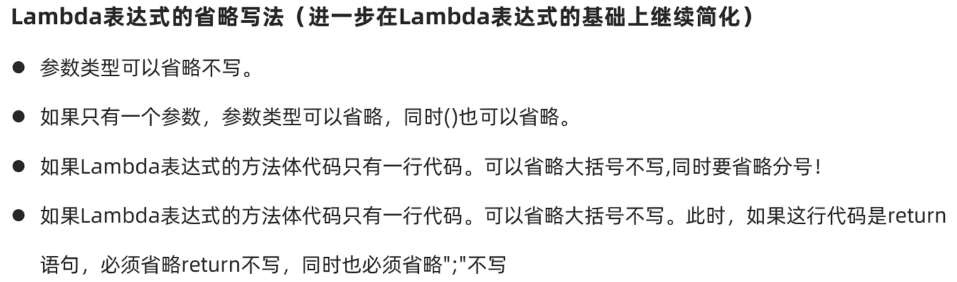 Lambda表达式的省略写法（进一步在Lambda表达式的基础上继续简化）
● 参数类型可以省略不写。
● 如果只有一个参数，参数类型可以省略，同时()也可以省略。
● 如果Lambda表达式的方法体代码只有一行代码。可以省略大括号不写,同时要省略分号！
● 如果Lambda表达式的方法体代码只有一行代码。可以省略大括号不写。此时，如果这行代码是return
语句，必须省略return不写，同时也必须省略";"不写